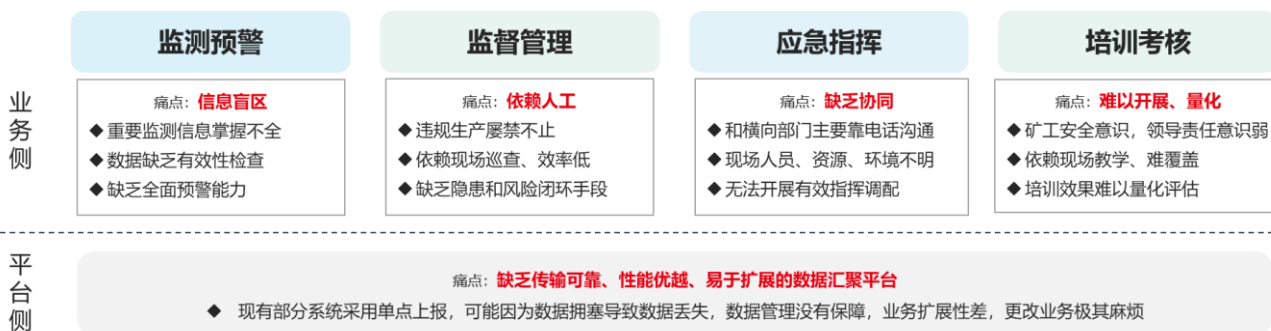 业务侧
监测预警
痛点：信息盲区
◆ 重要监测信息掌握不全
◆ 数据缺乏有效性检查
◆ 缺乏全面预警能力
监督管理
痛点：依赖人工
◆ 违规生产屡禁不止
◆ 依赖现场巡查、效率低
◆ 缺乏隐患和风险闭环手段
应急指挥
痛点：缺乏协同
◆ 和横向部门主要靠电话沟通
◆ 现场人员、资源、环境不明
◆ 无法开展有效指挥调配
培训考核
痛点：难以开展、量化
◆ 矿工安全意识，领导责任意识弱
◆ 依赖现场教学、难覆盖
◆ 培训效果难以量化评估
平台侧
痛点：缺乏传输可靠、性能优越、易于扩展的数据汇聚平台
◆ 现有部分系统采用单点上报，可能因为数据拥塞导致数据丢失，数据管理没有保障，业务扩展性差，更改业务极其麻烦